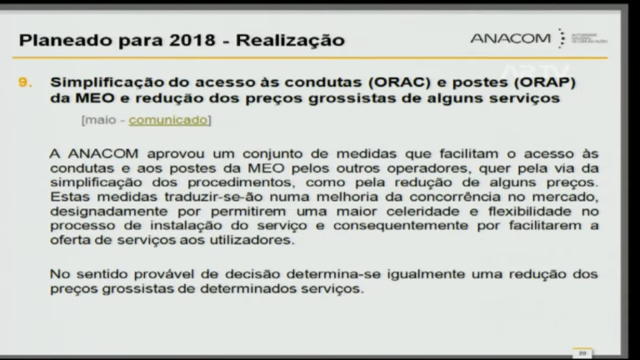 Planeado para 2018 - Realização
ANACOM
ARTV
9. Simplificação do acesso às condutas (ORAC) e postes (ORAP)
da MEO e redução dos preços grossistas de alguns serviços
[maio - comunicado]
A ANACOM aprovou um conjunto de medidas que facilitam o acesso às
condutas e aos postes da MEO pelos outros operadores, quer pela via da
simplificação dos procedimentos, como pela redução de alguns preços.
Estas medidas traduzir-se-ão numa melhoria da concorrência no mercado,
designadamente por permitirem uma maior celeridade e flexibilidade no
processo de instalação do serviço e consequentemente por facilitarem a
oferta de serviços aos utilizadores.
No sentido provável de decisão determina-se igualmente uma redução dos
preços grossistas de determinados serviços.